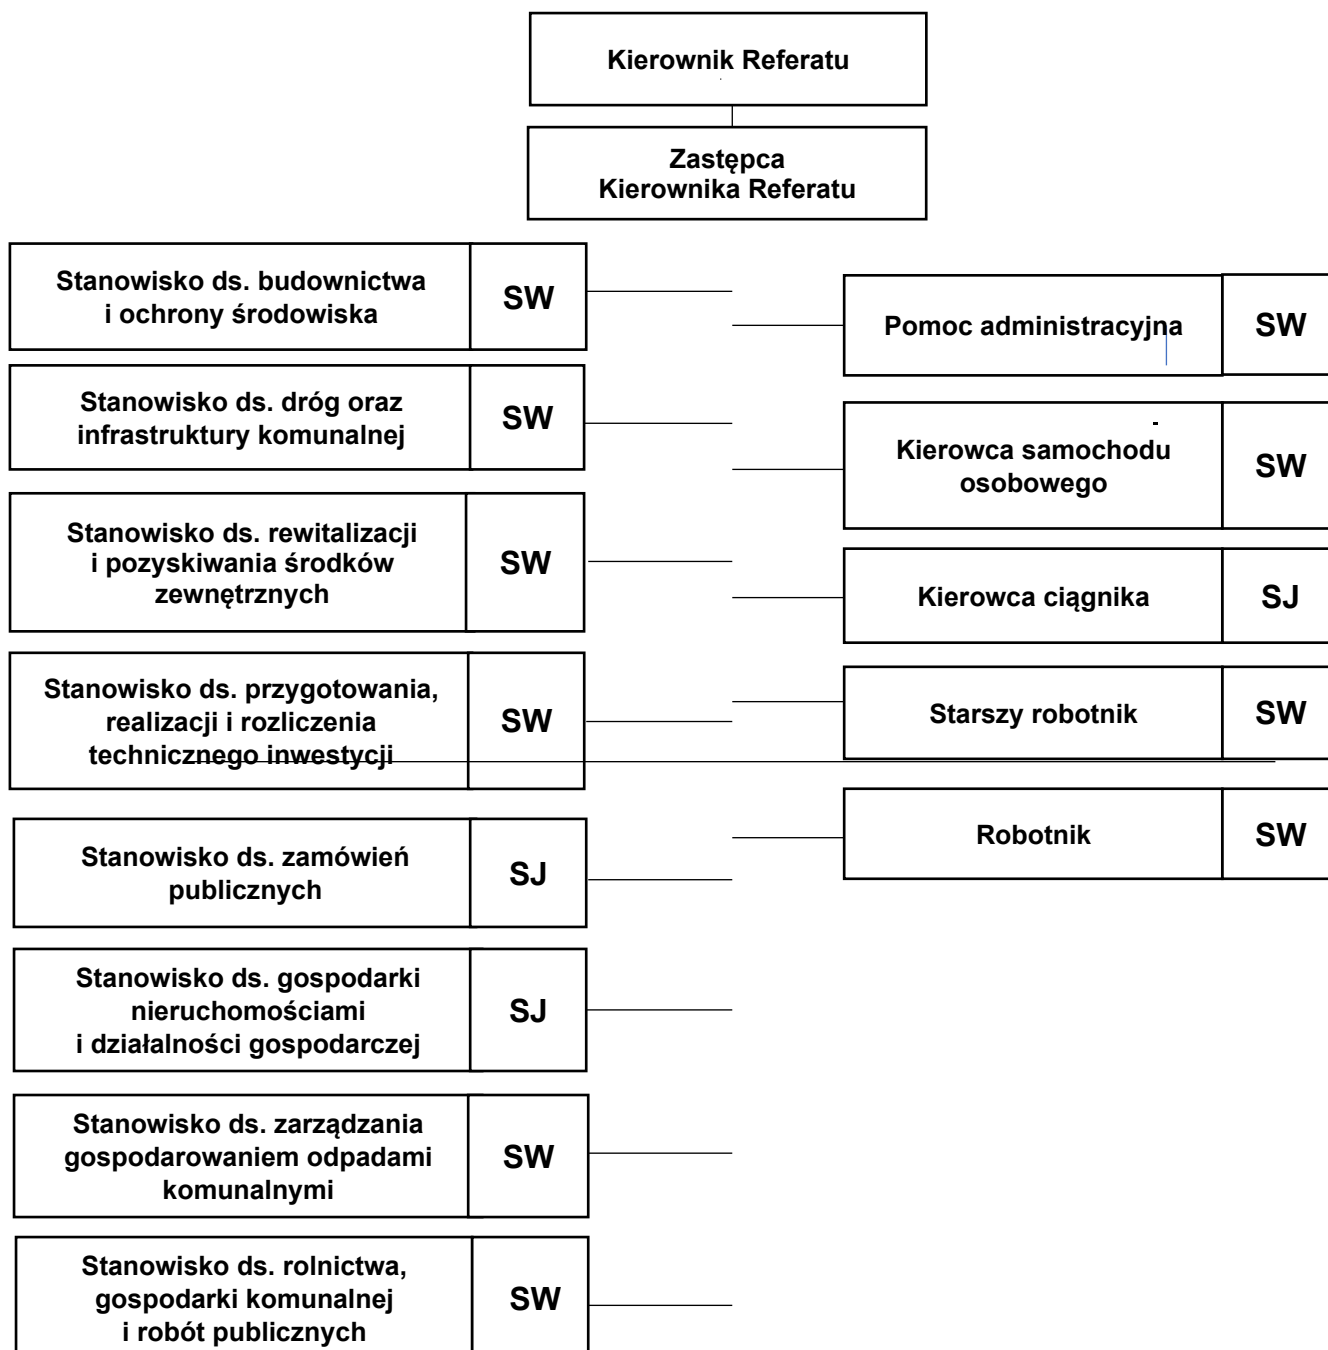 Kierownik Referatu
Zastępca
Kierownika Referatu
Stanowisko ds. budownictwa
i ochrony środowiska
SW
Stanowisko ds. dróg oraz
infrastruktury komunalnej
SW
Stanowisko ds. rewitalizacji
i pozyskiwania środków
zewnętrznych
SW
Stanowisko ds. przygotowania,
realizacji i rozliczenia
technicznego inwestycji
SW
Stanowisko ds. zamówień
publicznych
SJ
Stanowisko ds. gospodarki
nieruchomościami
i działalności gospodarczej
SJ
Stanowisko ds. zarządzania
gospodarowaniem odpadami
komunalnymi
SW
Stanowisko ds. rolnictwa,
gospodarki komunalnej
i robót publicznych
SW
Pomoc administracyjna
SW
Kierowca samochodu
osobowego
SW
Kierowca ciągnika
SJ
Starszy robotnik
SW
Robotnik
SW